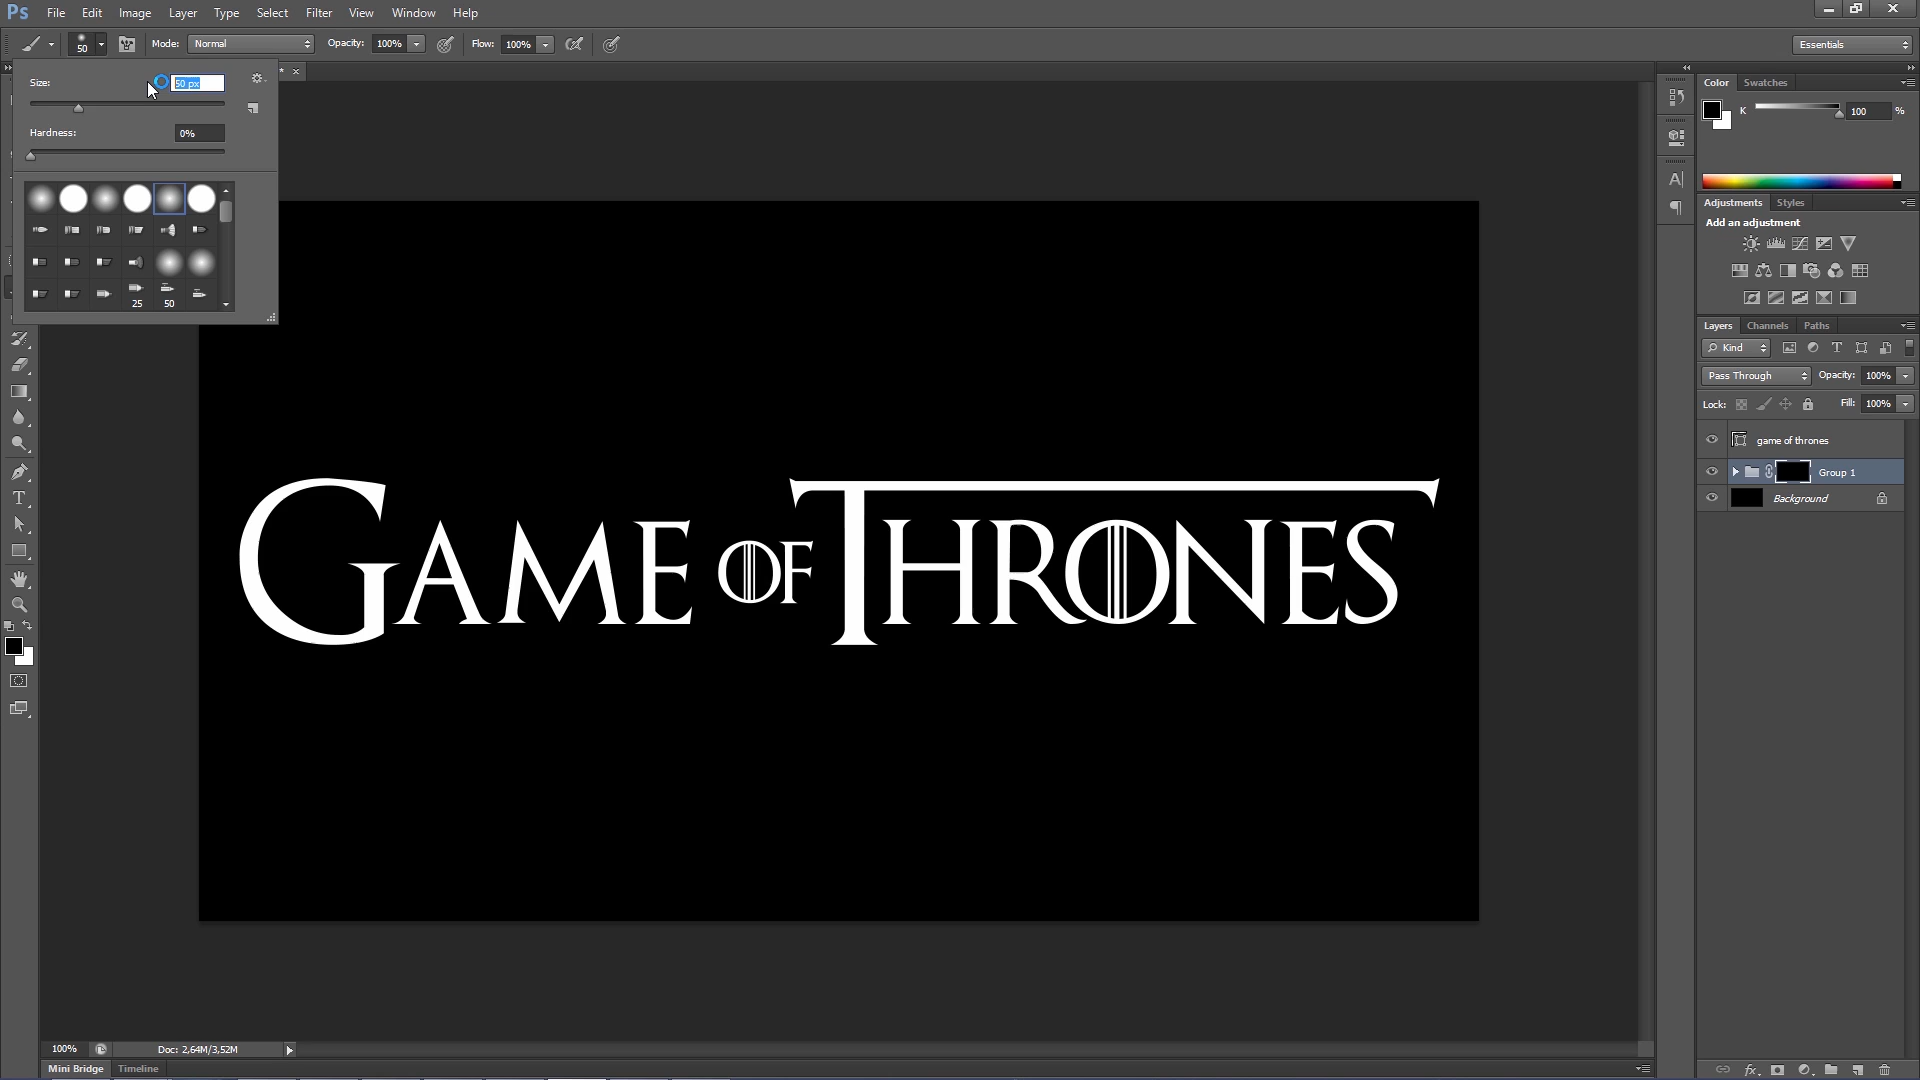 Ps File Edit Image Layer Type Select Filter View Window Help
50 Mode: Normal Opacity: 100% Flow: 100% Essentials
* ×
Size: 50 px
Hardness: 0%
25 50
Color Swatches
K 100 %
Adjustments Styles
Add an adjustment
Layers Channels Paths
Kind
Pass Through Opacity: 100%
Lock: Fill: 100%
game of thrones
Group 1
Background
GAME OF THRONES
100% Doc: 2,64M/3,52M
Mini Bridge Timeline
fx